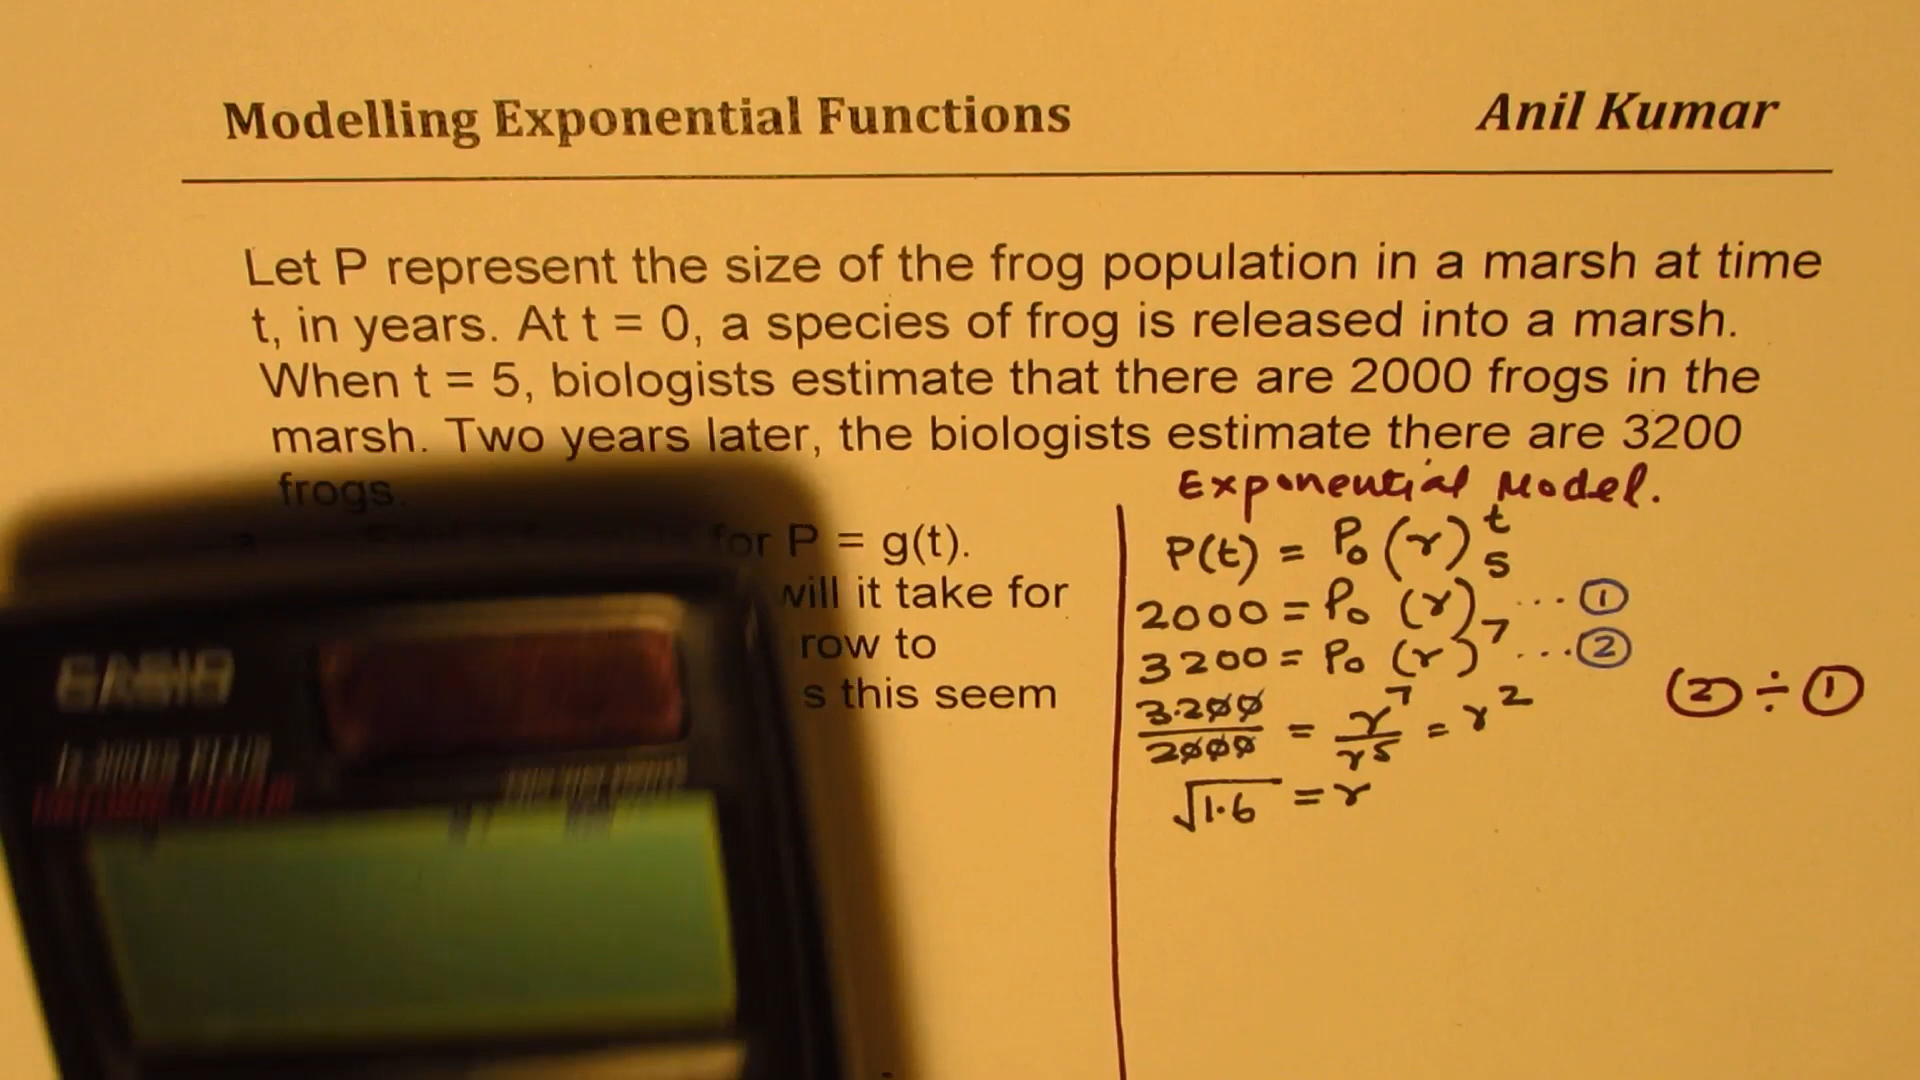 Modelling Exponential Functions Anil Kumar
Let P represent the size of the frog population in a marsh at time
t, in years. At t = 0, a species of frog is released into a marsh.
When t = 5, biologists estimate that there are 2000 frogs in the
marsh. Two years later, the biologists estimate there are 3200
frogs.
for P = g(t).
will it take for
row to
s this seem
CASIO
Exponential Model.
P(t) = P₀ (r)ᵗ
2000 = P₀ (r)⁵ ... ①
3200 = P₀ (r)⁷ ... ②
3200/2000 = r⁷/r⁵ = r² ② ÷ ①
√1.6 = r